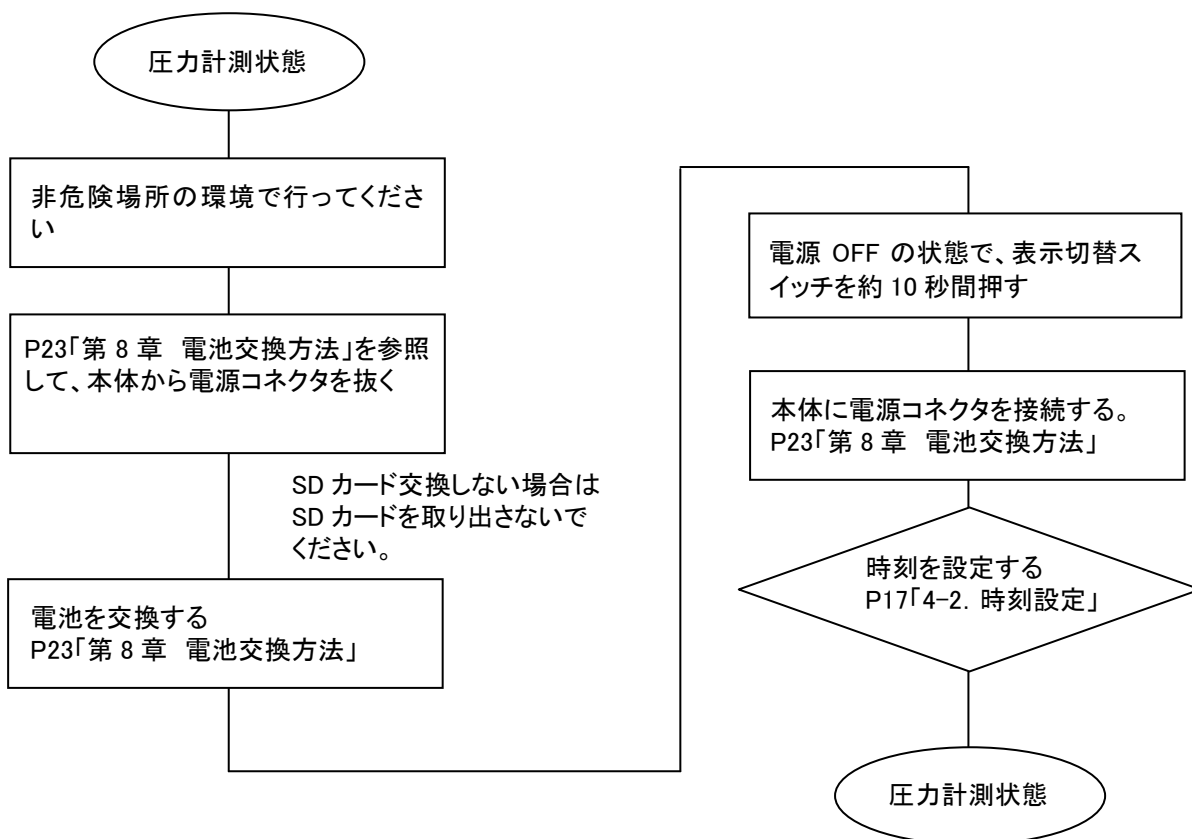 圧力計測状態
非危険場所の環境で行ってくださ
い
P23「第 8 章 電池交換方法」を参照
して、本体から電源コネクタを抜く
SD カード交換しない場合は
SD カードを取り出さないで
ください。
電池を交換する
P23「第 8 章 電池交換方法」
電源 OFF の状態で、表示切替ス
イッチを約 10 秒間押す
本体に電源コネクタを接続する。
P23「第 8 章 電池交換方法」
時刻を設定する
P17「4-2. 時刻設定」
圧力計測状態